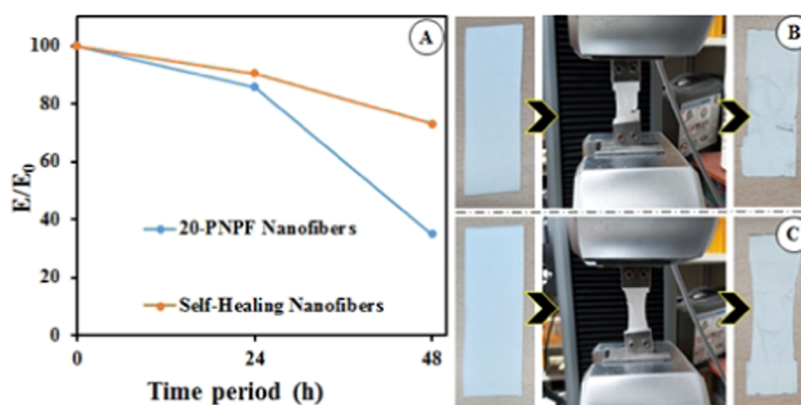 A
100
80
60
40
20
0
E/E0
20-PNPF Nanofibers
Self-Healing Nanofibers
0 24 48
Time period (h)
B
C